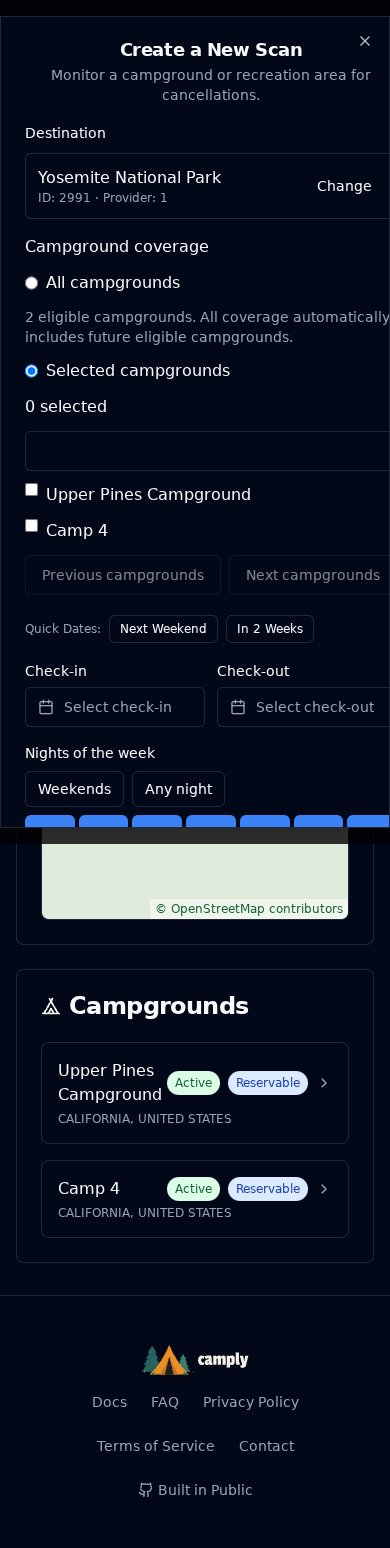 Create a New Scan
Monitor a campground or recreation area for
cancellations.
Destination
Yosemite National Park
ID: 2991 · Provider: 1
Change
Campground coverage
All campgrounds
2 eligible campgrounds. All coverage automatically
includes future eligible campgrounds.
Selected campgrounds
0 selected
Upper Pines Campground
Camp 4
Previous campgrounds
Next campgrounds
Quick Dates:
Next Weekend
In 2 Weeks
Check-in
Check-out
Select check-in
Select check-out
Nights of the week
Weekends
Any night
© OpenStreetMap contributors
Campgrounds
Upper Pines
Campground
Active
Reservable
CALIFORNIA, UNITED STATES
Camp 4
Active
Reservable
CALIFORNIA, UNITED STATES
camply
Docs
FAQ
Privacy Policy
Terms of Service
Contact
Built in Public